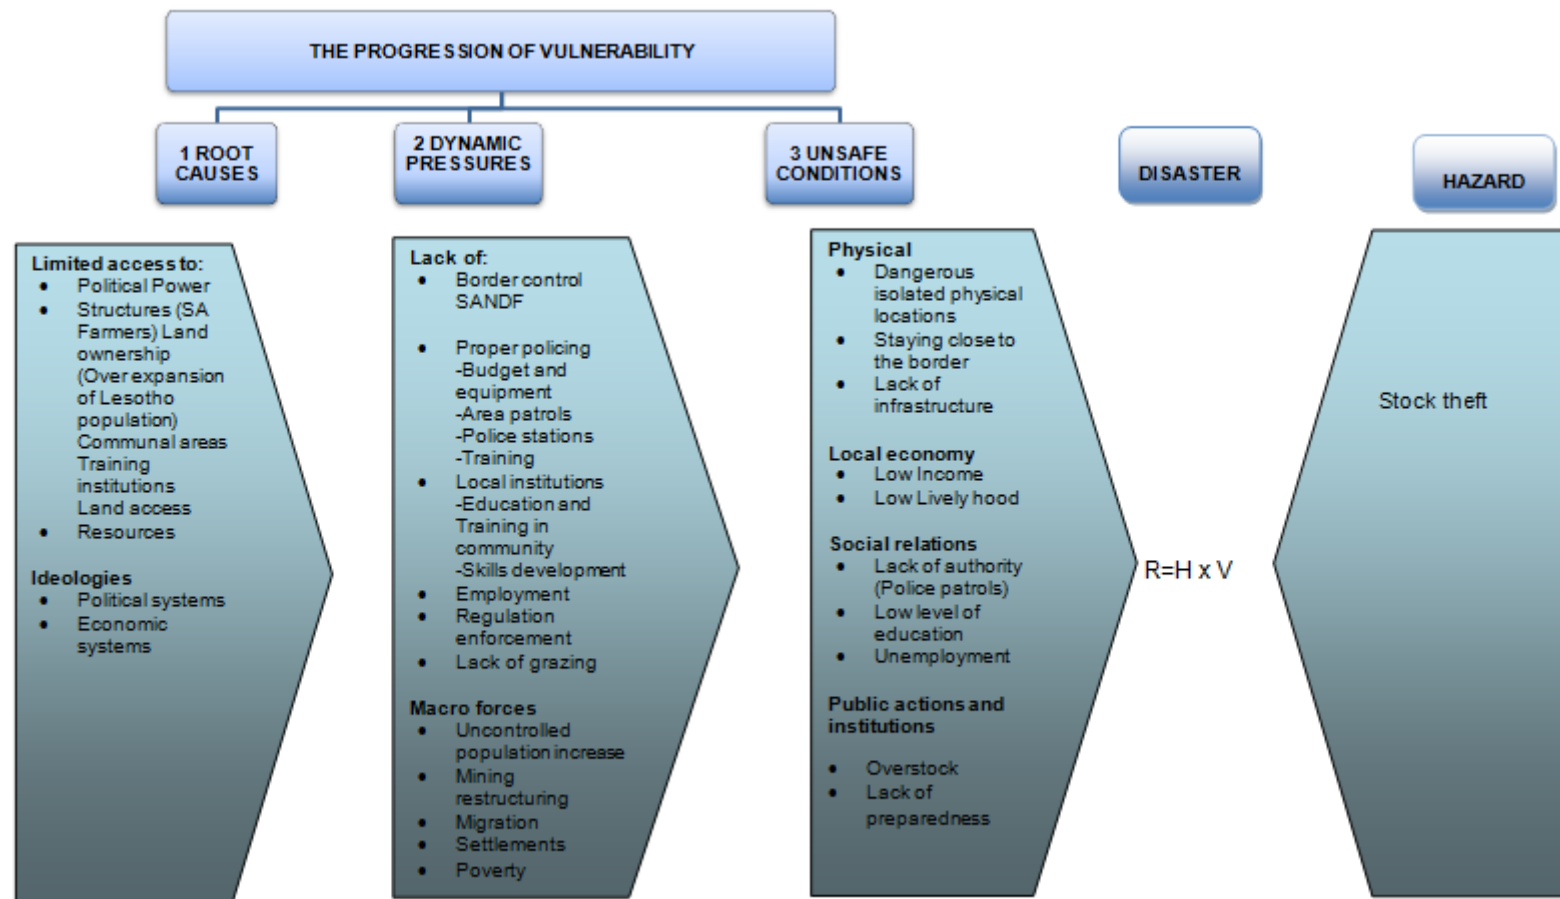 THE PROGRESSION OF VULNERABILITY
1 ROOT
CAUSES
2 DYNAMIC
PRESSURES
3 UNSAFE
CONDITIONS
DISASTER
HAZARD
Limited access to:
• Political Power
• Structures (SA
Farmers) Land
ownership
(Over expansion
of Lesotho
population)
Communal areas
Training
institutions
Land access
• Resources
Ideologies
• Political systems
• Economic
systems
Lack of:
• Border control
SANDF
• Proper policing
-Budget and
equipment
-Area patrols
-Police stations
-Training
• Local institutions
-Education and
Training in
community
-Skills development
• Employment
• Regulation
enforcement
• Lack of grazing
Macro forces
• Uncontrolled
population increase
• Mining
restructuring
• Migration
• Settlements
• Poverty
Physical
• Dangerous
isolated physical
locations
• Staying close to
the border
• Lack of
infrastructure
Local economy
• Low Income
• Low Lively hood
Social relations
• Lack of authority
(Police patrols)
• Low level of
education
• Unemployment
Public actions and
institutions
• Overstock
• Lack of
preparedness
R=H x V
Stock theft